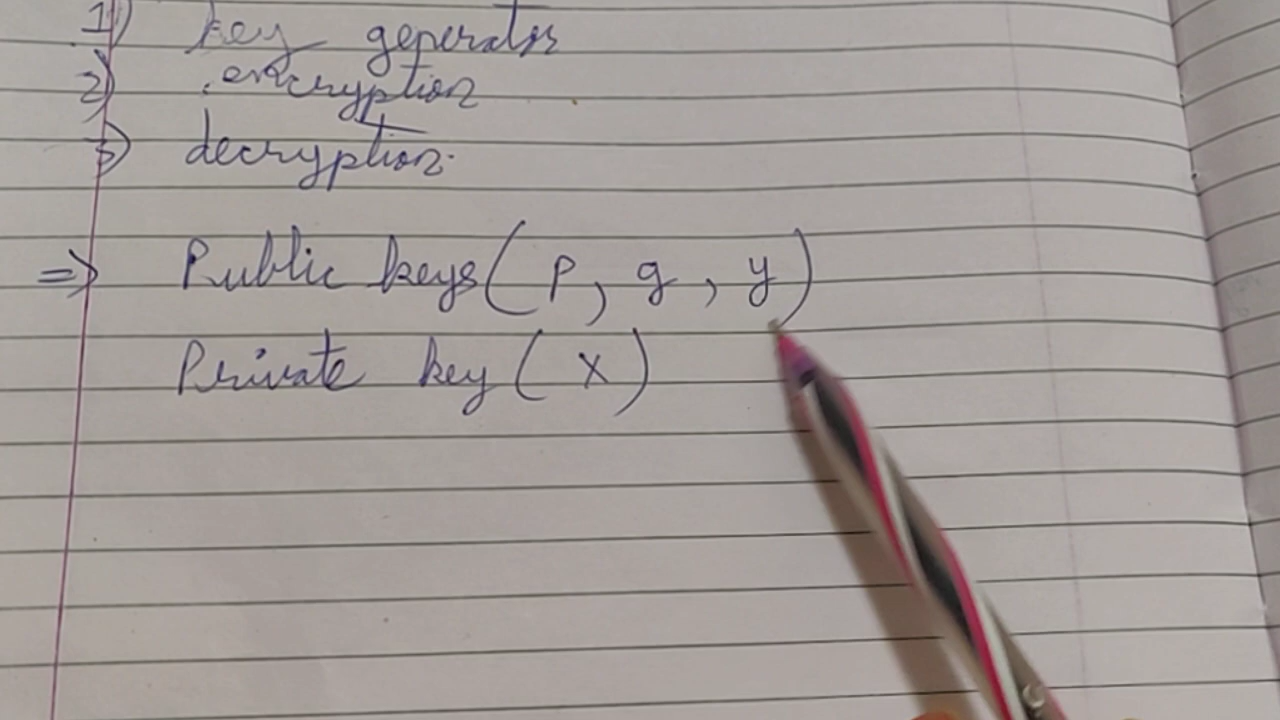 1) key generator
2) encryption
3) decryption.
=> Public keys (P, g, y)
Private key (x)